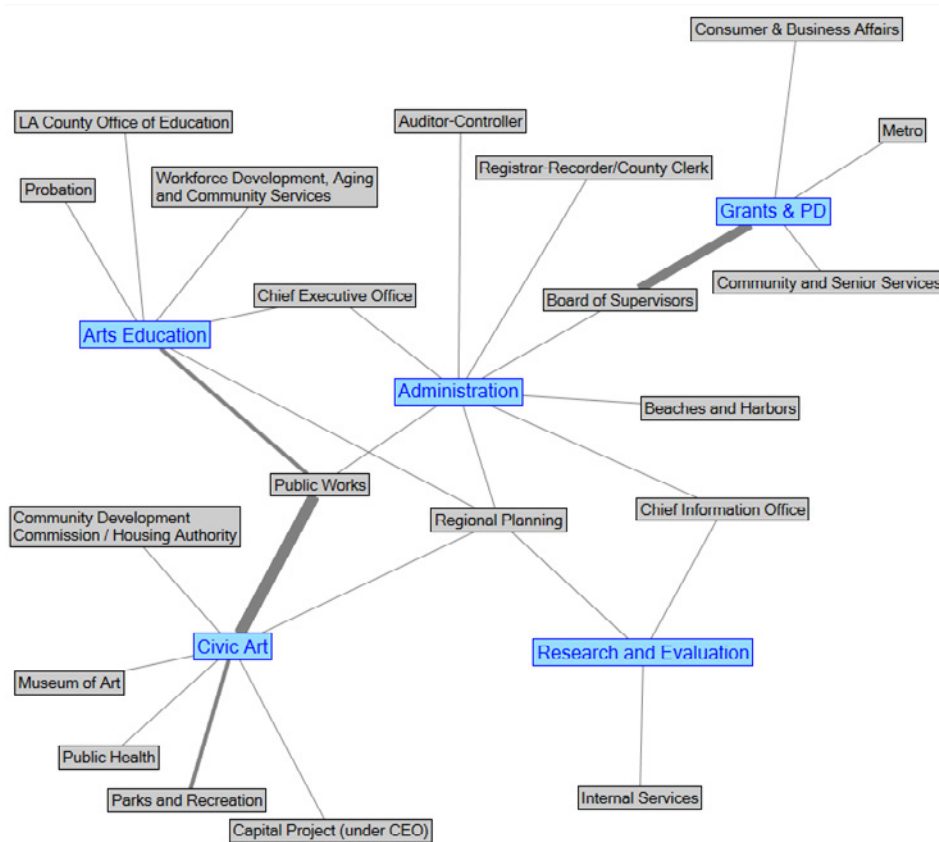 Consumer & Business Affairs
LA County Office of Education
Auditor-Controller
Metro
Probation
Workforce Development, Aging
and Community Services
Registrar-Recorder/County Clerk
Grants & PD
Chief Executive Office
Board of Supervisors
Community and Senior Services
Arts Education
Administration
Beaches and Harbors
Public Works
Community Development
Commission / Housing Authority
Regional Planning
Chief Information Office
Civic Art
Research and Evaluation
Museum of Art
Public Health
Parks and Recreation
Internal Services
Capital Project (under CEO)